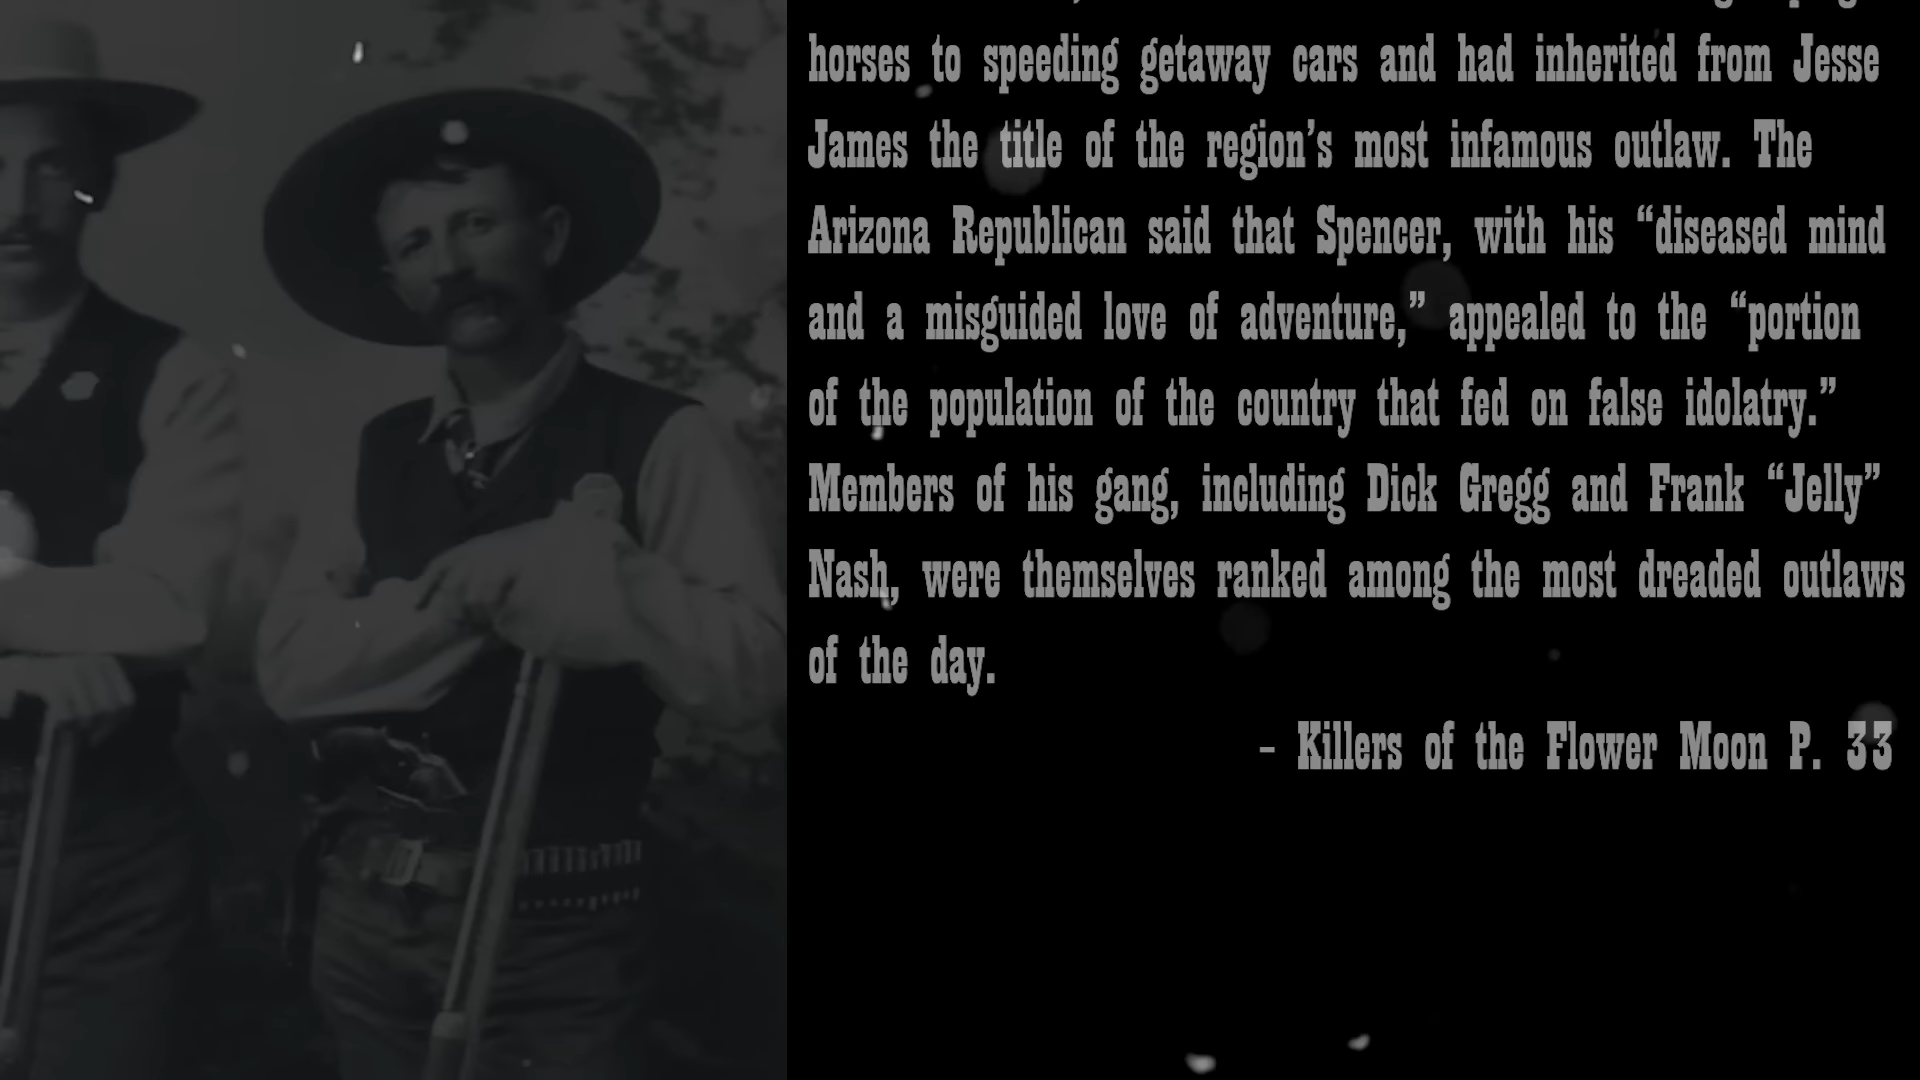 horses to speeding getaway cars and had inherited from Jesse
James the title of the region’s most infamous outlaw. The
Arizona Republican said that Spencer, with his “diseased mind
and a misguided love of adventure,” appealed to the “portion
of the population of the country that fed on false idolatry.”
Members of his gang, including Dick Gregg and Frank “Jelly”
Nash, were themselves ranked among the most dreaded outlaws
of the day.
– Killers of the Flower Moon P. 33